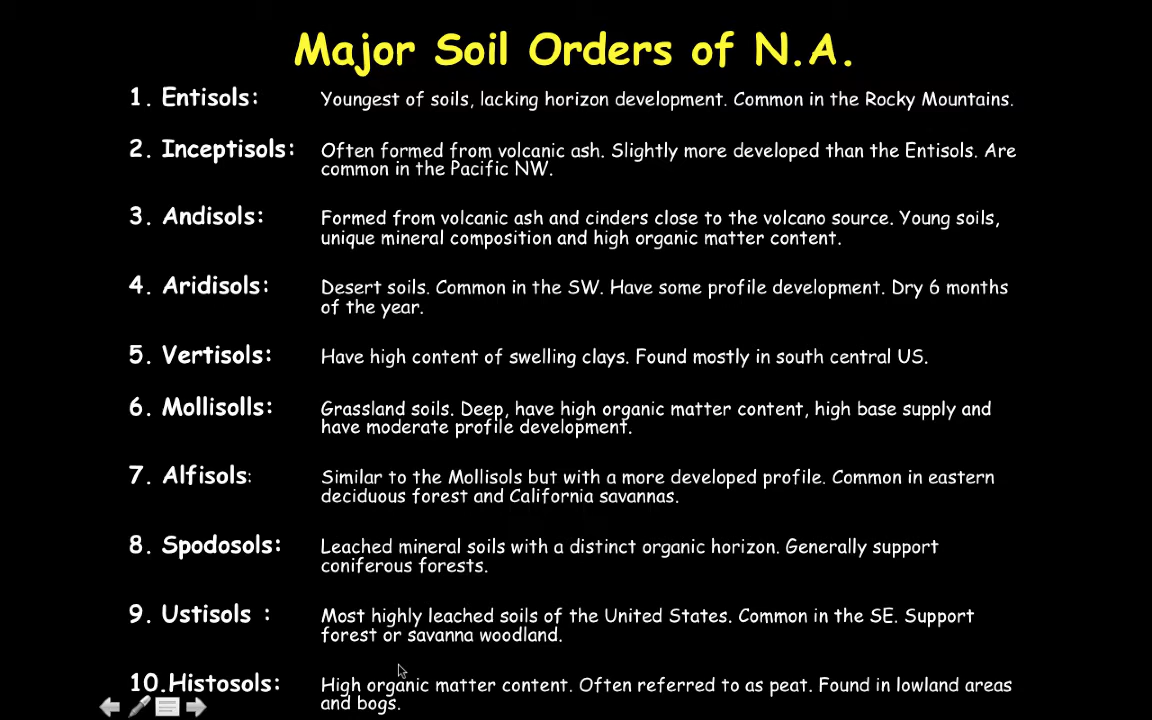 Major Soil Orders of N.A.
1. Entisols: Youngest of soils, lacking horizon development. Common in the Rocky Mountains.
2. Inceptisols: Often formed from volcanic ash. Slightly more developed than the Entisols. Are
common in the Pacific NW.
3. Andisols: Formed from volcanic ash and cinders close to the volcano source. Young soils,
unique mineral composition and high organic matter content.
4. Aridisols: Desert soils. Common in the SW. Have some profile development. Dry 6 months
of the year.
5. Vertisols: Have high content of swelling clays. Found mostly in south central US.
6. Mollisolls: Grassland soils. Deep, have high organic matter content, high base supply and
have moderate profile development.
7. Alfisols: Similar to the Mollisols but with a more developed profile. Common in eastern
deciduous forest and California savannas.
8. Spodosols: Leached mineral soils with a distinct organic horizon. Generally support
coniferous forests.
9. Ustisols : Most highly leached soils of the United States. Common in the SE. Support
forest or savanna woodland.
10.Histosols: High organic matter content. Often referred to as peat. Found in lowland areas
and bogs.